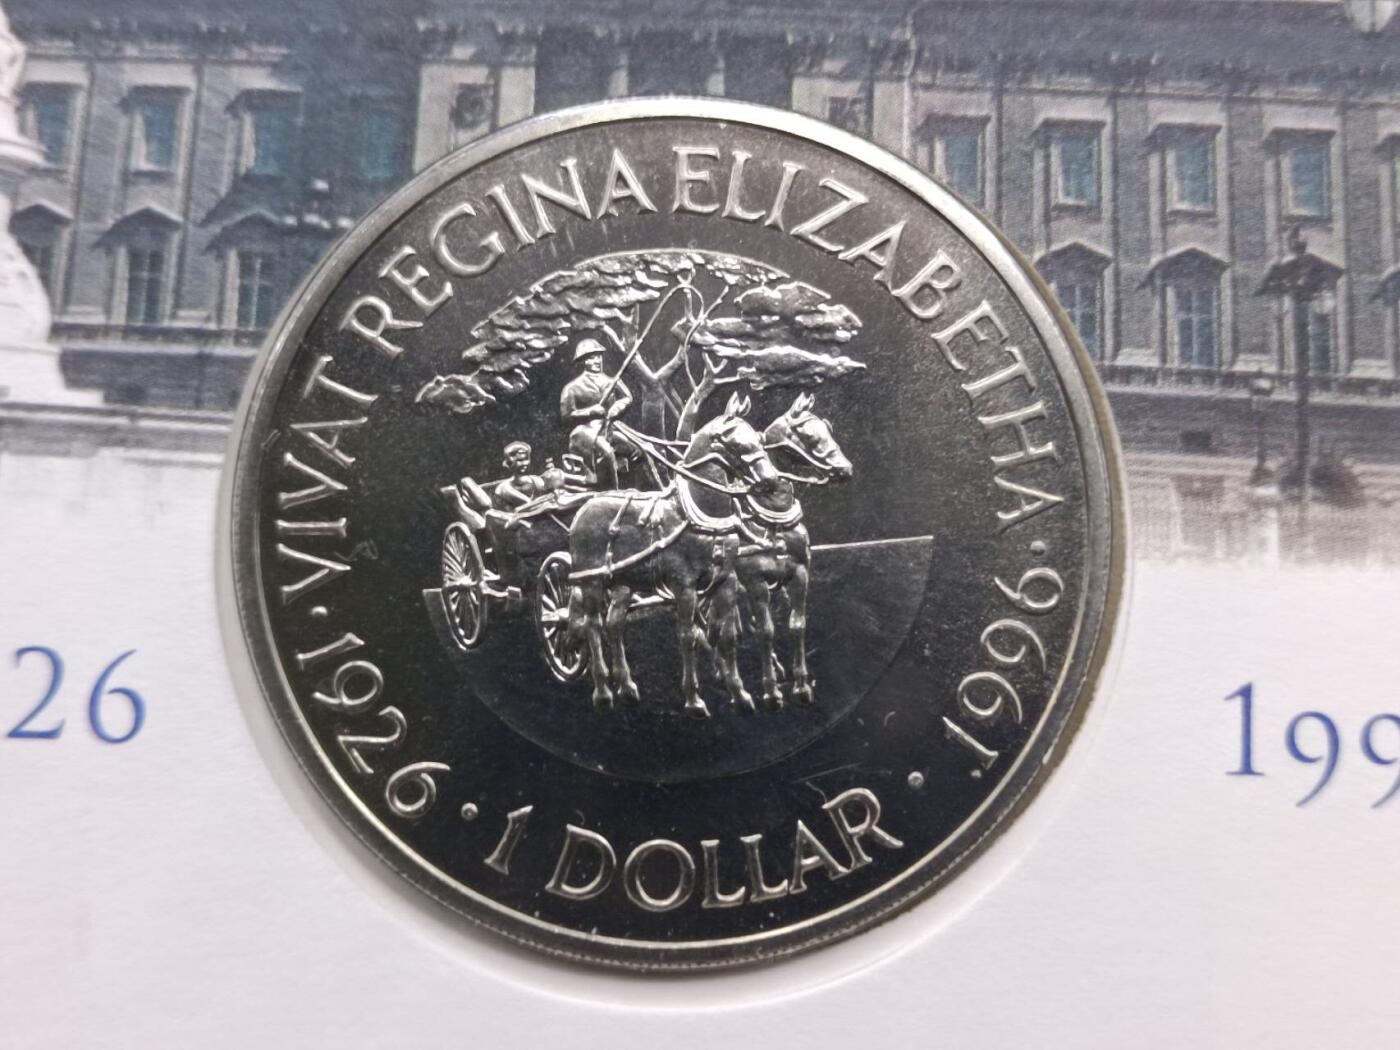 · VIVAT REGINA ELIZABETHA ·
1926 · 1 DOLLAR · 1996
26
199